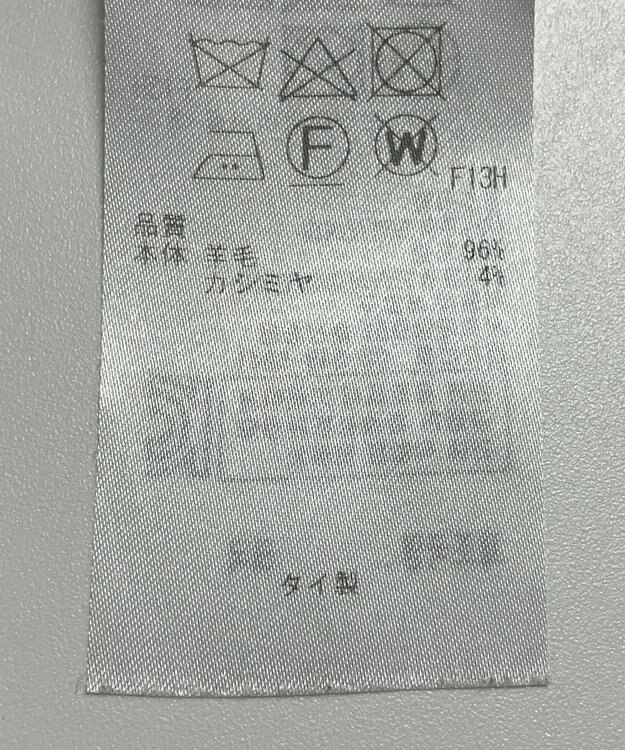 F W
F13H
品質
本体 羊毛 96%
カシミヤ 4%
タイ製